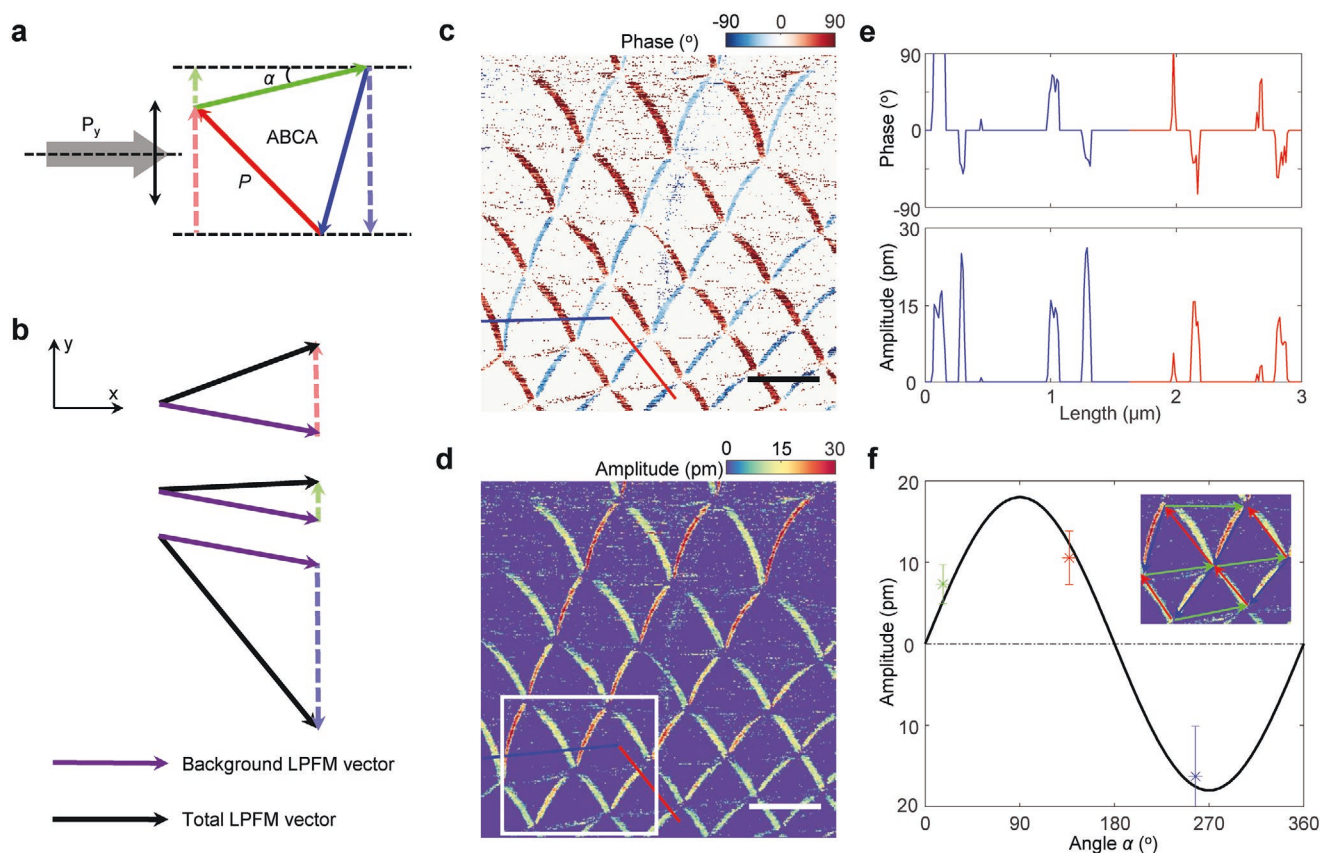 a
α
P_y
ABCA
P
b
y
x
Background LPFM vector
Total LPFM vector
c
Phase (°)
-90 0 90
d
Amplitude (pm)
0 15 30
e
90
Phase (°)
0
-90
30
Amplitude (pm)
15
0
0 1 2 3
Length (μm)
f
20
10
Amplitude (pm)
0
10
20
0 90 180 270 360
Angle α (°)